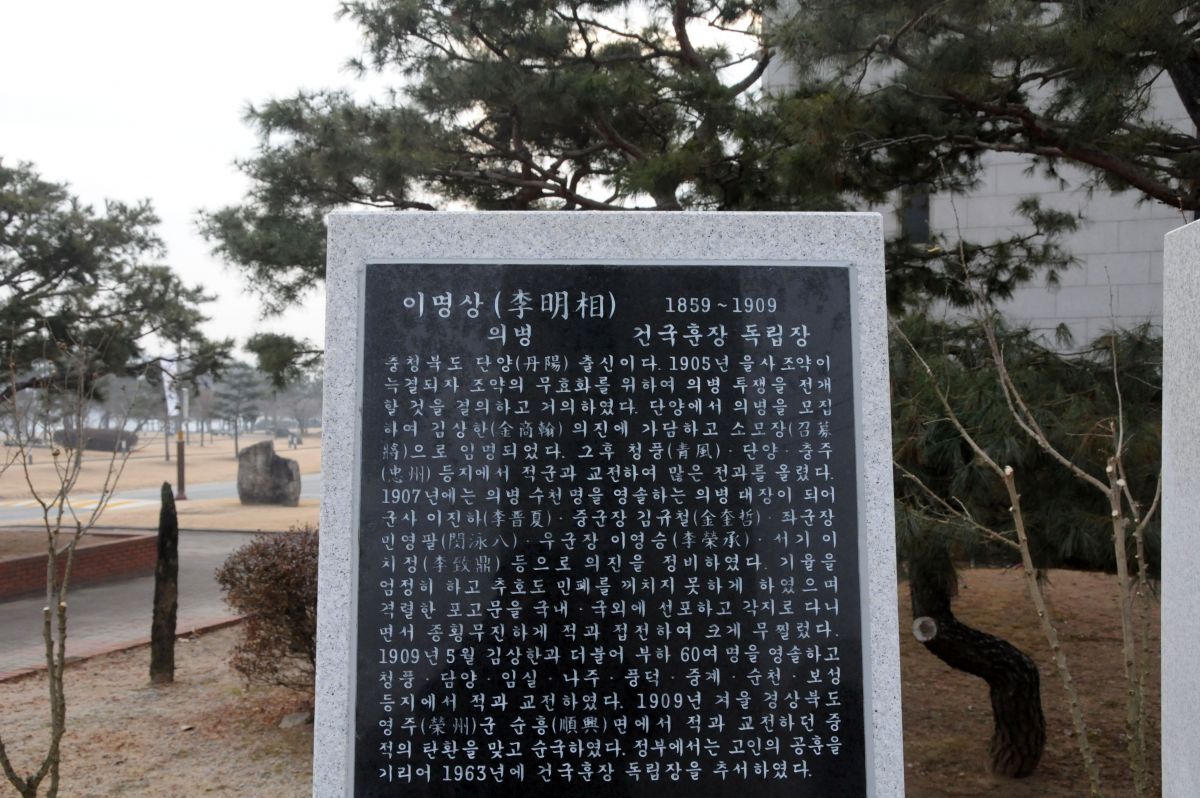 이명상(李明相) 1859~1909
의병 건국훈장 독립장
충청북도 단양(丹陽) 출신이다. 1905년 을사조약이
늑결되자 조약의 무효화를 위하여 의병 투쟁을 전개
할 것을 결의하고 거의하였다. 단양에서 의병을 모집
하여 김상한(金商翰) 의진에 가담하고 소모장(召募
將)으로 임명되었다. 그후 청풍(靑風)·단양·충주
(忠州) 등지에서 적군과 교전하여 많은 전과를 올렸다.
1907년에는 의병 수천 명을 영솔하는 의병 대장이 되어
군사 이진하(李晋夏)·중군장 김규철(金奎哲)·좌군장
민영팔(閔泳八)·우군장 이영승(李榮承)·서기 이
치정(李致鼎) 등으로 의진을 정비하였다. 기율을
엄정히 하고 추호도 민폐를 끼치지 못하게 하였으며
격렬한 포고문을 국내·국외에 선포하고 각지로 다니
면서 종횡무진하게 적과 접전하여 크게 무찔렀다.
1909년 5월 김상한과 더불어 부하 60여 명을 영솔하고
청풍·담양·임실·나주·풍덕·중계·순천·보성
등지에서 적과 교전하였다. 1909년 겨울 경상북도
영주(榮州)군 순흥(順興)면에서 적과 교전하던 중
적의 탄환을 맞고 순국하였다. 정부에서는 고인의 공훈을
기리어 1963년에 건국훈장 독립장을 추서하였다.